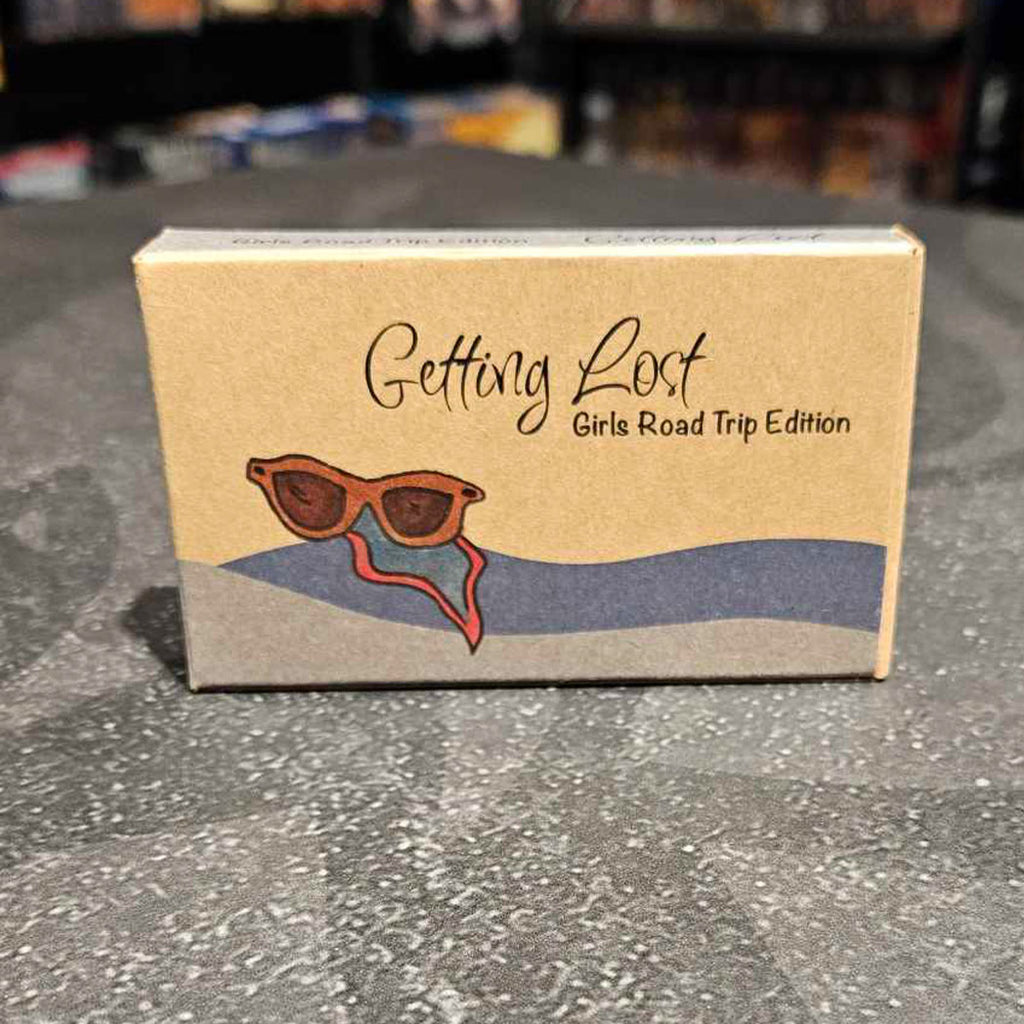 Girls Road Trip Edition Getting Lost
Getting Lost
Girls Road Trip Edition